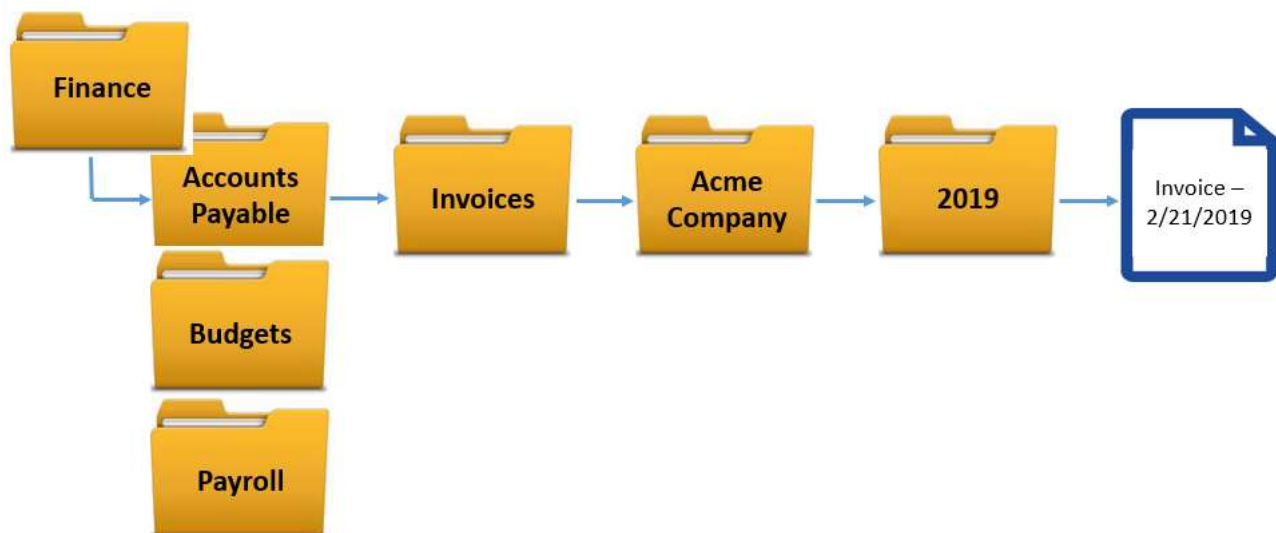 Finance
Accounts
Payable
Invoices
Acme
Company
2019
Invoice –
2/21/2019
Budgets
Payroll